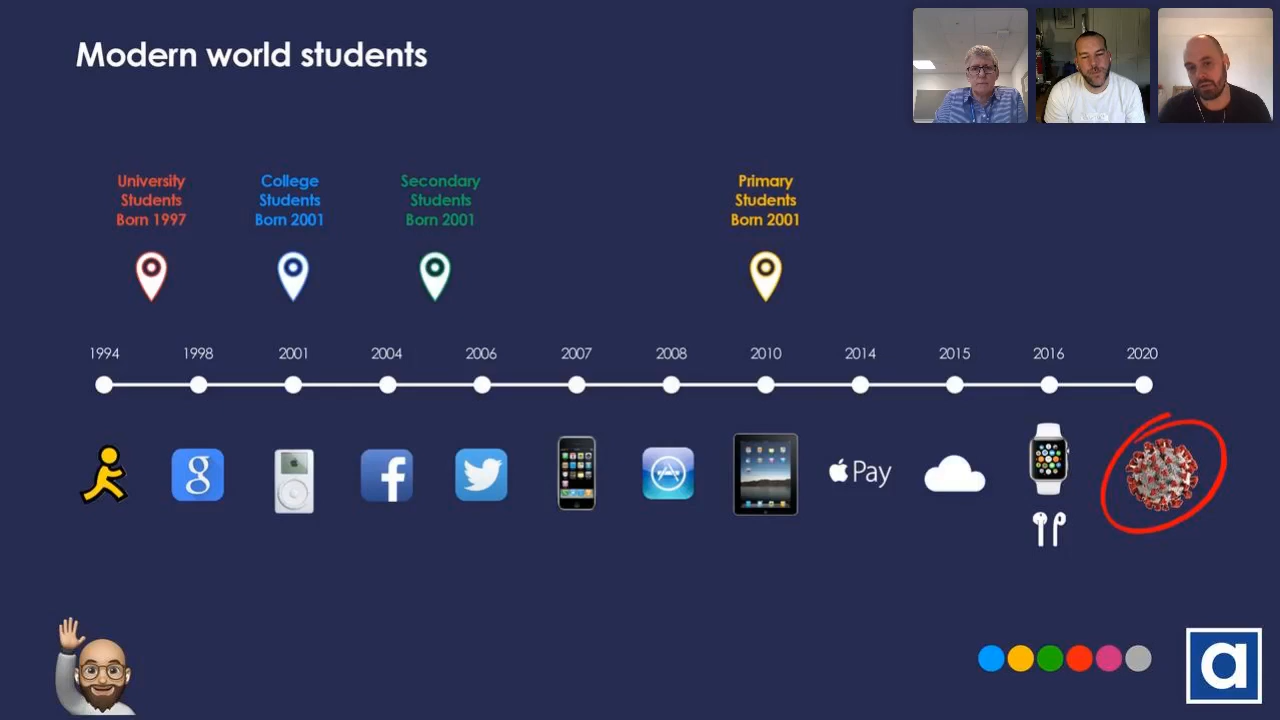 Modern world students
University
Students
Born 1997
College
Students
Born 2001
Secondary
Students
Born 2001
Primary
Students
Born 2001
1994
1998
2001
2004
2006
2007
2008
2010
2014
2015
2016
2020
g
f
Pay
a